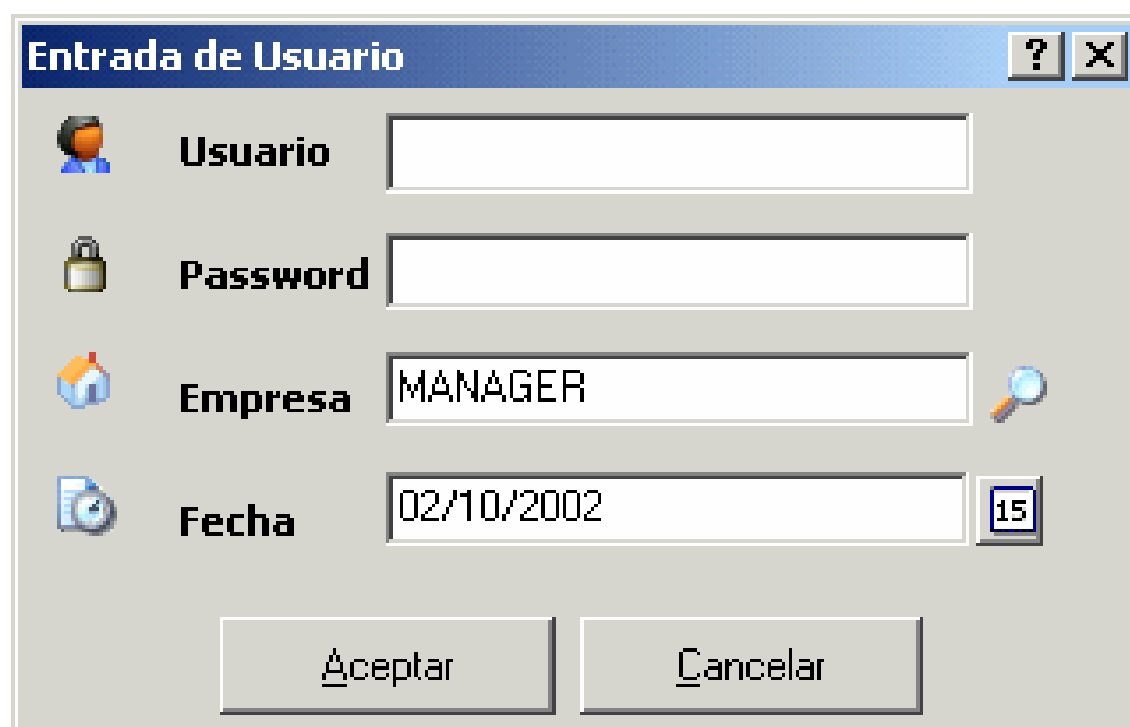 Entrada de Usuario
Usuario
Password
Empresa MANAGER
Fecha 02/10/2002 15
Aceptar Cancelar